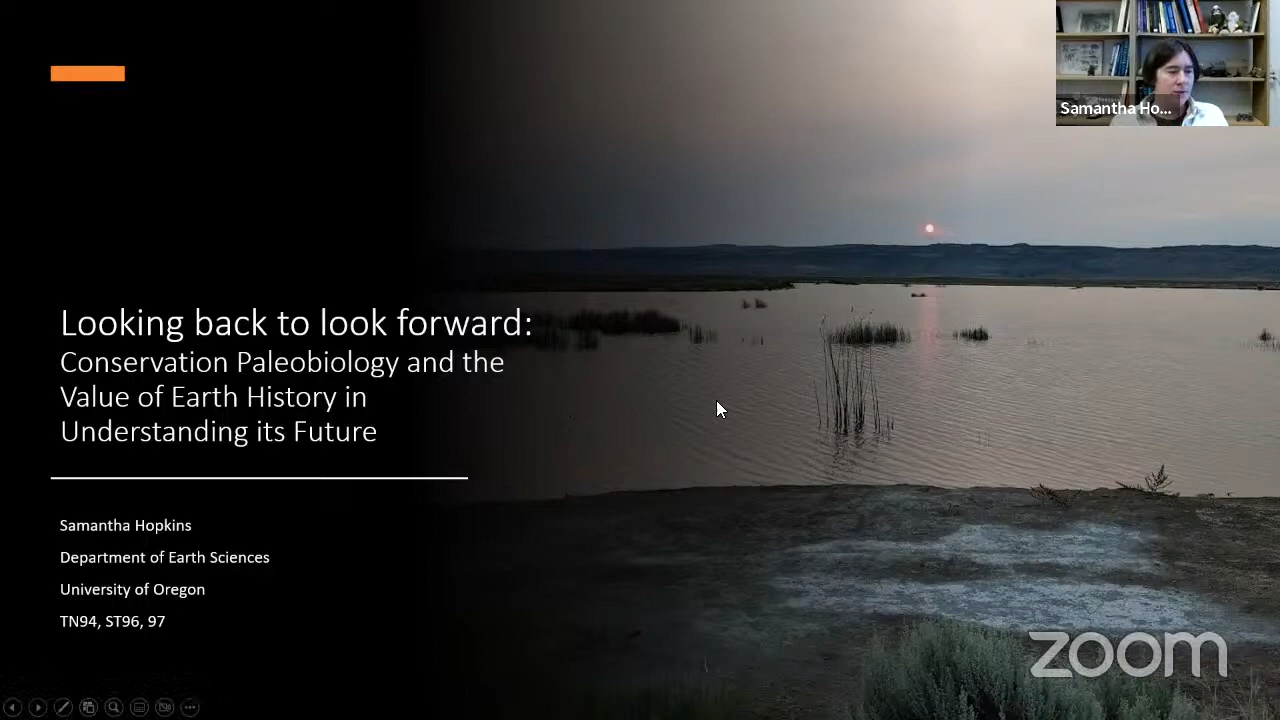 Samantha Ho...
Looking back to look forward:
Conservation Paleobiology and the
Value of Earth History in
Understanding its Future
Samantha Hopkins
Department of Earth Sciences
University of Oregon
TN94, ST96, 97
zoom